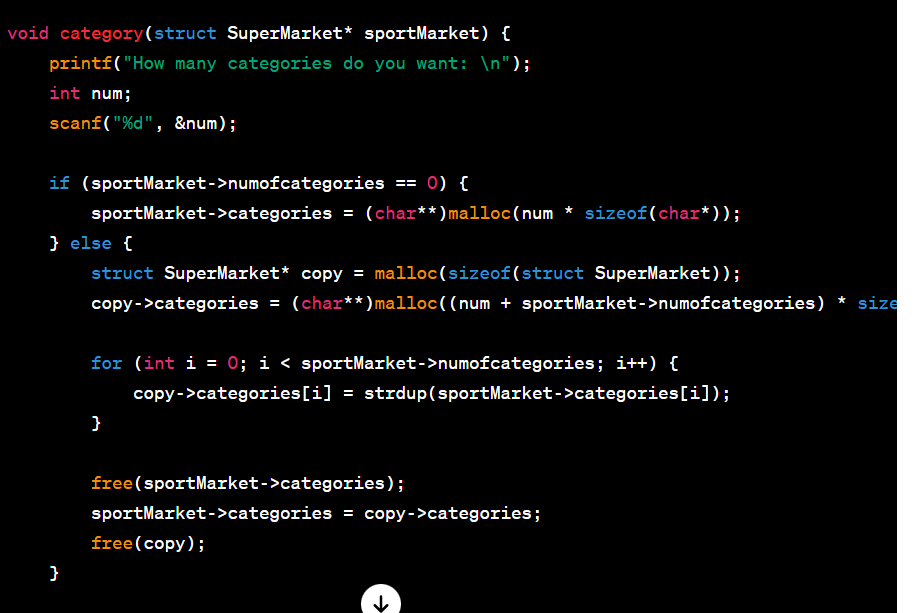 void category(struct SuperMarket* sportMarket) {
    printf("How many categories do you want: \n");
    int num;
    scanf("%d", &num);

    if (sportMarket->numofcategories == 0) {
        sportMarket->categories = (char**)malloc(num * sizeof(char*));
    } else {
        struct SuperMarket* copy = malloc(sizeof(struct SuperMarket));
        copy->categories = (char**)malloc((num + sportMarket->numofcategories) * size

        for (int i = 0; i < sportMarket->numofcategories; i++) {
            copy->categories[i] = strdup(sportMarket->categories[i]);
        }

        free(sportMarket->categories);
        sportMarket->categories = copy->categories;
        free(copy);
    }